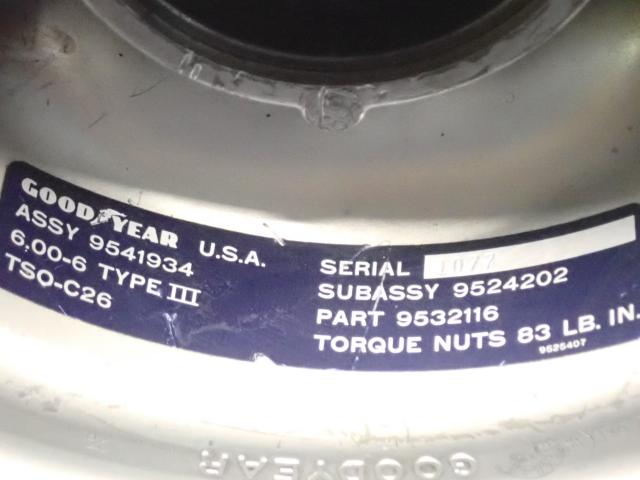 GOODYEAR U.S.A.
ASSY 9541934
6.00-6 TYPE III
TSO-C26
SERIAL 1077
SUBASSY 9524202
PART 9532116
TORQUE NUTS 83 LB. IN.
9525407
GOODYEAR